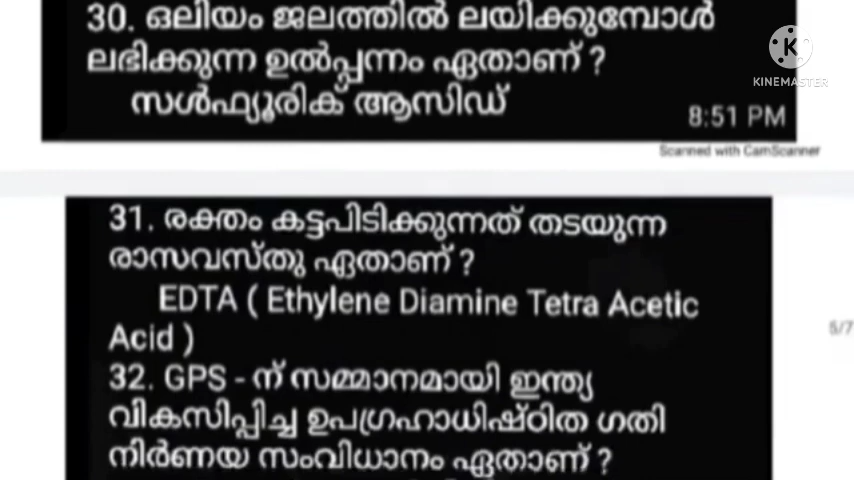 30. ഒലിയം ജലത്തിൽ ലയിക്കുമ്പോൾ
ലഭിക്കുന്ന ഉൽപ്പന്നം ഏതാണ് ?
സൾഫ്യൂരിക് ആസിഡ്
8:51 PM
KINEMASTER
Scanned with CamScanner
31. രക്തം കട്ടപിടിക്കുന്നത് തടയുന്ന
രാസവസ്തു ഏതാണ് ?
EDTA ( Ethylene Diamine Tetra Acetic
Acid )
5/7
32. GPS - ന് സമ്മാനമായി ഇന്ത്യ
വികസിപ്പിച്ച ഉപഗ്രഹാധിഷ്ഠിത ഗതി
നിർണയ സംവിധാനം ഏതാണ് ?